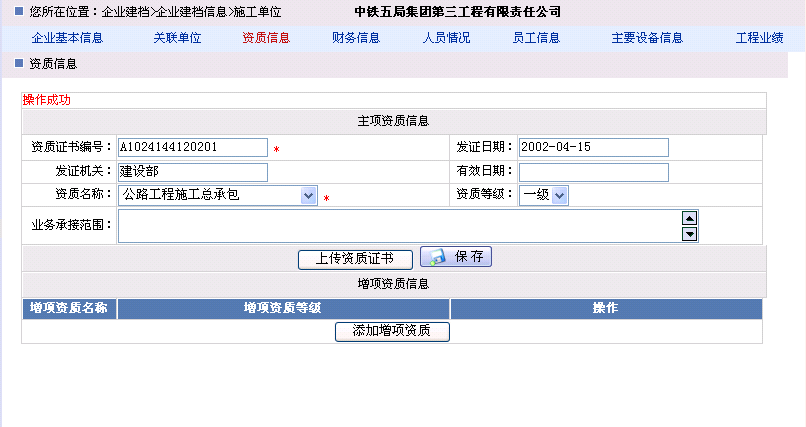 您所在位置：企业建档>企业建档信息>施工单位 中铁五局集团第三工程有限责任公司
企业基本信息 关联单位 资质信息 财务信息 人员情况 员工信息 主要设备信息 工程业绩
资质信息
操作成功
主项资质信息
资质证书编号： A1024144120201 * 发证日期： 2002-04-15
发证机关： 建设部 有效日期：
资质名称： 公路工程施工总承包 * 资质等级： 一级
业务承接范围：
上传资质证书 保存
增项资质信息
增项资质名称 增项资质等级 操作
添加增项资质